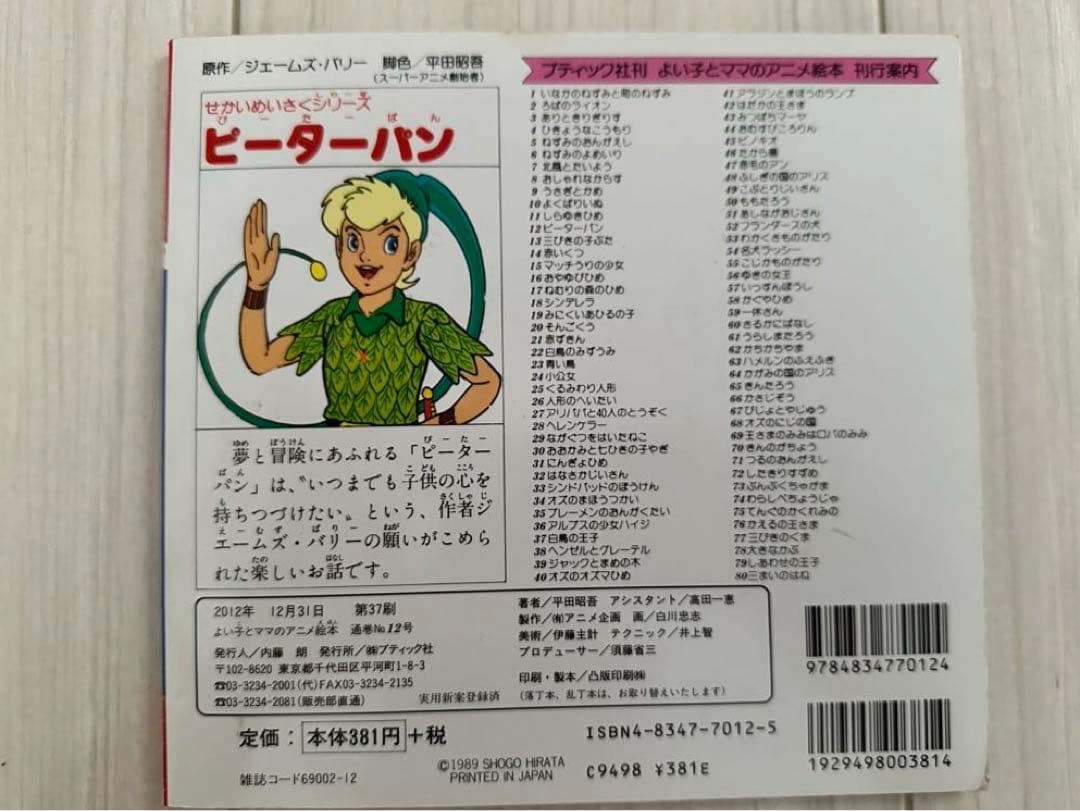 原作/ジェームズ・バリー 脚色/平田昭吾
(スーパーアニメ創始者)
せかいめいさくシリーズ
ぴーたーぱん
ピーターパン
ゆめ ぼうけん ぴーたー
夢と冒険にあふれる「ピーター
ぱん こども こころ
パン」は、〝いつまでも子供の心を
も さくしゃ じ
持ちつづけたい〟という、作者ジ
ぇーむず・ばりー ねが
ェームズ・バリーの願いがこめら
たの はなし
れた楽しいお話です。
ブティック社刊 よい子とママのアニメ絵本 刊行案内
1 いなかのねずみと町のねずみ
2 ろばのライオン
3 ありときりぎりす
4 ひきょうなこうもり
5 ねずみのおんがえし
6 ねずみのよめいり
7 北風とたいよう
8 おしゃれなからす
9 うさぎとかめ
10 よくばりいぬ
11 しらゆきひめ
12 ピーターパン
13 三びきの子ぶた
14 赤いくつ
15 マッチうりの少女
16 おやゆびひめ
17 ねむりの森のひめ
18 シンデレラ
19 みにくいあひるの子
20 そんごくう
21 赤ずきん
22 白鳥のみずうみ
23 青い鳥
24 小公女
25 くるみわり人形
26 人形のへいたい
27 アリババと40人のとうぞく
28 ヘレンケラー
29 ながぐつをはいたねこ
30 おおかみと七ひきの子やぎ
31 にんぎょひめ
32 はなさかじいさん
33 シンドバッドのぼうけん
34 オズのまほうつかい
35 ブレーメンのおんがくたい
36 アルプスの少女ハイジ
37 白鳥の王子
38 ヘンゼルとグレーテル
39 ジャックとまめの木
40 オズのオズマひめ
41 アラジンとまほうのランプ
42 はだかの王さま
43 みつばちマーヤ
44 おむすびころりん
45 ピノキオ
46 たから島
47 赤毛のアン
48 ふしぎの国のアリス
49 こぶとりじいさん
50 ももたろう
51 あしながおじさん
52 フランダースの犬
53 わかくさものがたり
54 名犬ラッシー
55 こじかものがたり
56 ゆきの女王
57 いっすんぼうし
58 かぐやひめ
59 一休さん
60 さるかにばなし
61 うらしまたろう
62 かちかちやま
63 ハメルンのふえふき
64 かがみの国のアリス
65 きんたろう
66 かさじぞう
67 びじょとやじゅう
68 オズのにじの国
69 王さまのみみはロバのみみ
70 きんのがちょう
71 つるのおんがえし
72 したきりすずめ
73 ぶんぶくちゃがま
74 わらしべちょうじゃ
75 てんぐのかくれみの
76 かえるの王さま
77 三びきのくま
78 大きなかぶ
79 しあわせの王子
80 三まいのはね
2012年 12月31日 第37刷
よい子とママのアニメ絵本 通巻№12号
発行人/内藤 朗 発行所/㈱ブティック社
〒102-8620 東京都千代田区平河町1-8-3
☎03-3234-2001(代)FAX03-3234-2135
☎03-3234-2081(販売部直通) 実用新案登録済
著者/平田昭吾 アシスタント/高田一恵
製作/㈲アニメ企画 画/白川忠志
美術/伊藤主計 テクニック/井上智
プロデューサー/須藤省三
印刷・製本/凸版印刷㈱
(落丁本、乱丁本は、お取り替えいたします)
定価:本体381円+税
雑誌コード69002-12
©1989 SHOGO HIRATA
PRINTED IN JAPAN
ISBN4-8347-7012-5
C9498 ¥381E
9784834770124
1929498003814